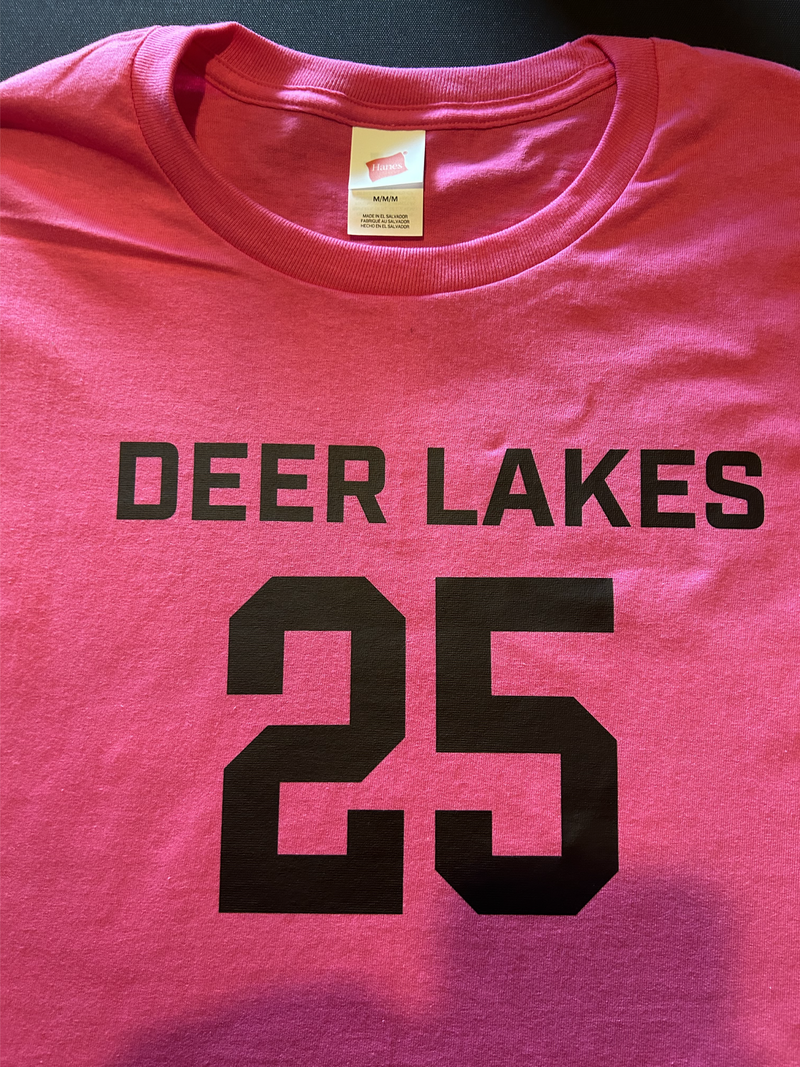 Hanes
M/M/M
MADE IN EL SALVADOR
FABRIQUÉ AU SALVADOR
HECHO EN EL SALVADOR
DEER LAKES
25